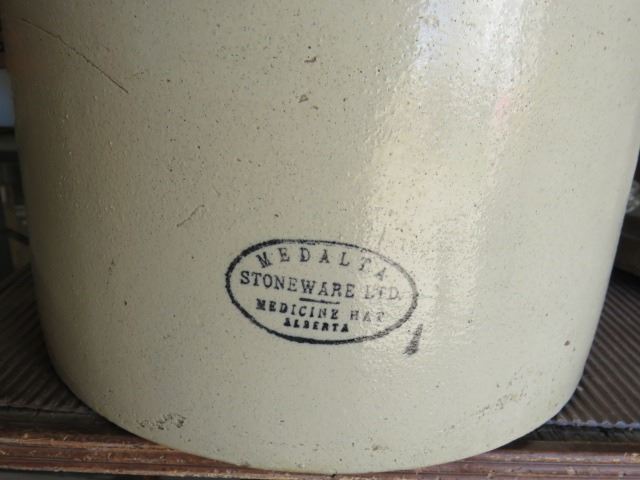 MEDALTA
STONEWARE LTD.
MEDICINE HAT
ALBERTA